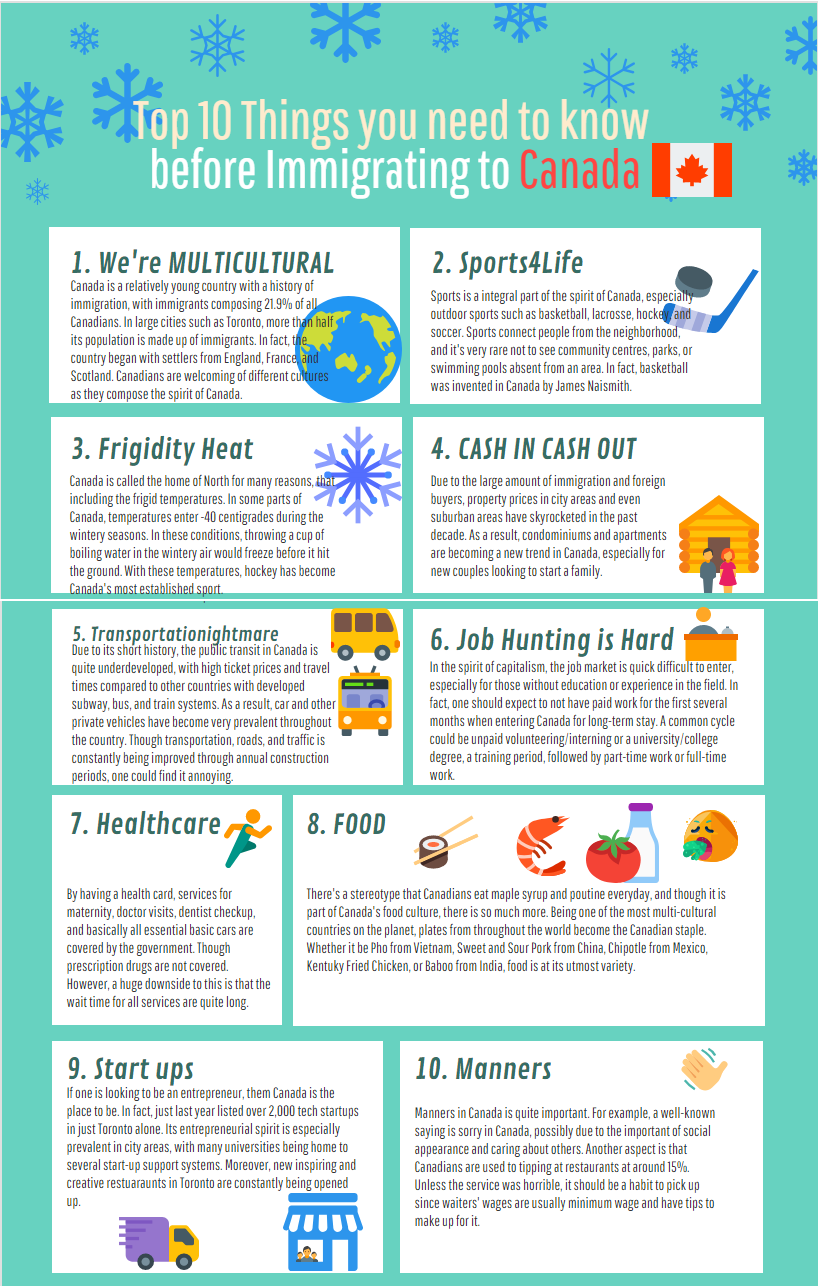 Top 10 Things you need to know
before Immigrating to Canada
1. We're MULTICULTURAL
Canada is a relatively young country with a history of
immigration, with immigrants composing 21.9% of all
Canadians. In large cities such as Toronto, more than half
its population is made up of immigrants. In fact, the
country began with settlers from England, France, and
Scotland. Canadians are welcoming of different cultures
as they compose the spirit of Canada.
2. Sports4Life
Sports is a integral part of the spirit of Canada, especially
outdoor sports such as basketball, lacrosse, hockey, and
soccer. Sports connect people from the neighborhood,
and it's very rare not to see community centres, parks, or
swimming pools absent from an area. In fact, basketball
was invented in Canada by James Naismith.
3. Frigidity Heat
Canada is called the home of North for many reasons, that
including the frigid temperatures. In some parts of
Canada, temperatures enter -40 centigrades during the
wintery seasons. In these conditions, throwing a cup of
boiling water in the wintery air would freeze before it hit
the ground. With these temperatures, hockey has become
Canada's most established sport.
4. CASH IN CASH OUT
Due to the large amount of immigration and foreign
buyers, property prices in city areas and even
suburban areas have skyrocketed in the past
decade. As a result, condominiums and apartments
are becoming a new trend in Canada, especially for
new couples looking to start a family.
5. Transportationightmare
Due to its short history, the public transit in Canada is
quite underdeveloped, with high ticket prices and travel
times compared to other countries with developed
subway, bus, and train systems. As a result, car and other
private vehicles have become very prevalent throughout
the country. Though transportation, roads, and traffic is
constantly being improved through annual construction
periods, one could find it annoying.
6. Job Hunting is Hard
In the spirit of capitalism, the job market is quick difficult to enter,
especially for those without education or experience in the field. In
fact, one should expect to not have paid work for the first several
months when entering Canada for long-term stay. A common cycle
could be unpaid volunteering/interning or a university/college
degree, a training period, followed by part-time work or full-time
work.
7. Healthcare
By having a health card, services for
maternity, doctor visits, dentist checkup,
and basically all essential basic cars are
covered by the government. Though
prescription drugs are not covered.
However, a huge downside to this is that the
wait time for all services are quite long.
8. FOOD
There's a stereotype that Canadians eat maple syrup and poutine everyday, and though it is
part of Canada's food culture, there is so much more. Being one of the most multi-cultural
countries on the planet, plates from throughout the world become the Canadian staple.
Whether it be Pho from Vietnam, Sweet and Sour Pork from China, Chipotle from Mexico,
Kentuky Fried Chicken, or Baboo from India, food is at its utmost variety.
9. Start ups
If one is looking to be an entrepreneur, them Canada is the
place to be. In fact, just last year listed over 2,000 tech startups
in just Toronto alone. Its entrepreneurial spirit is especially
prevalent in city areas, with many universities being home to
several start-up support systems. Moreover, new inspiring and
creative restuaraunts in Toronto are constantly being opened
up.
10. Manners
Manners in Canada is quite important. For example, a well-known
saying is sorry in Canada, possibly due to the important of social
appearance and caring about others. Another aspect is that
Canadians are used to tipping at restaurants at around 15%.
Unless the service was horrible, it should be a habit to pick up
since waiters' wages are usually minimum wage and have tips to
make up for it.